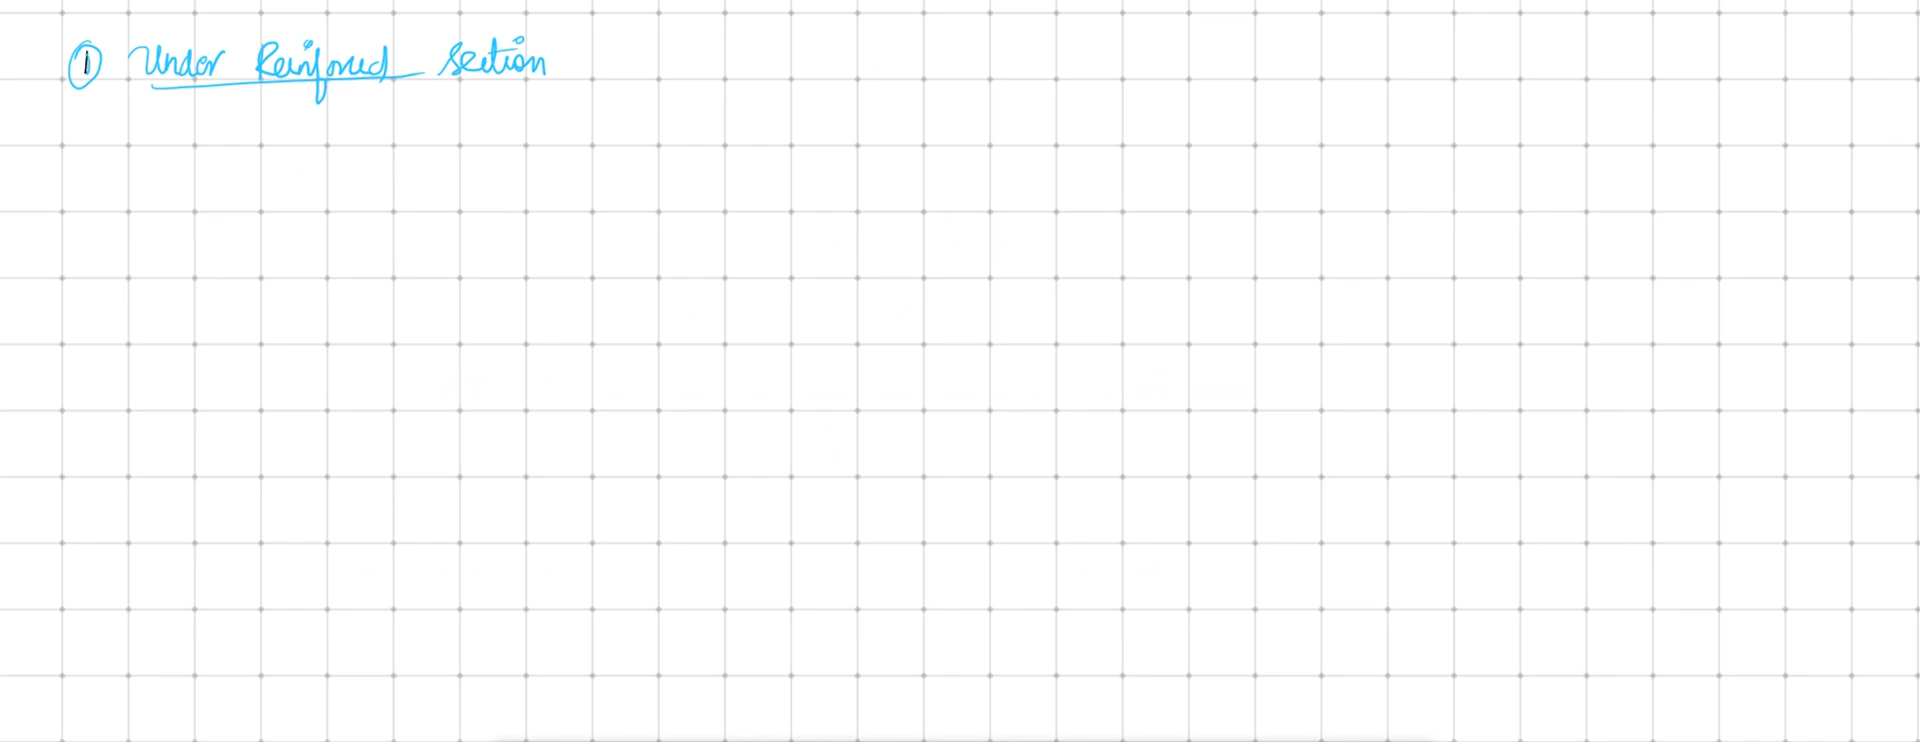 ① Under Reinforced section